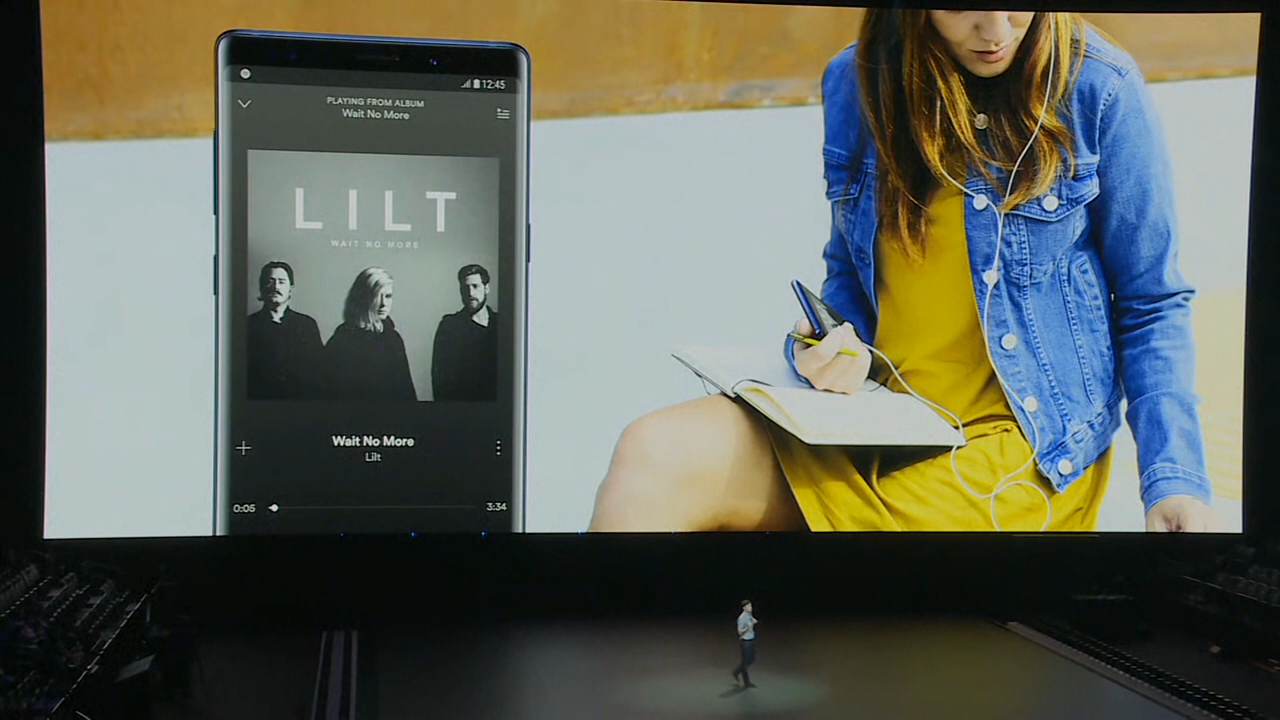 12:45
PLAYING FROM ALBUM
Wait No More
LILT
WAIT NO MORE
Wait No More
Lilt
0:05
3:34